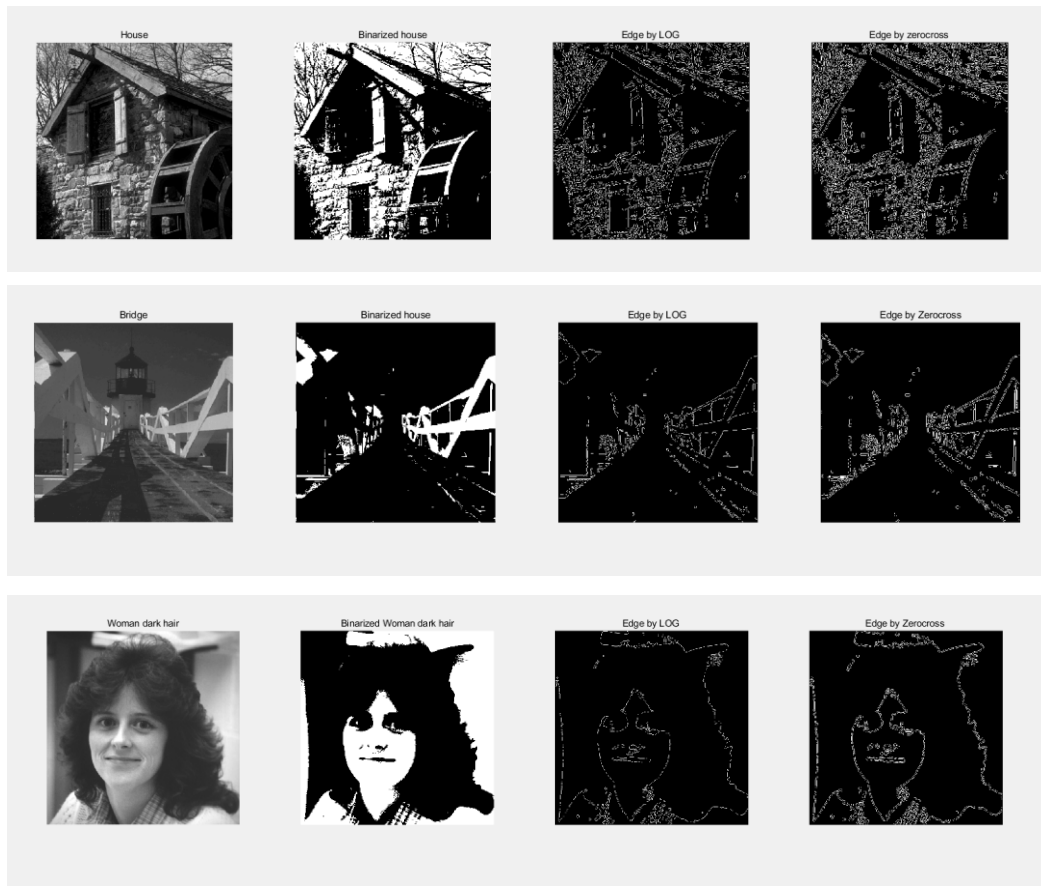 House Binarized house Edge by LOG Edge by zerocross
Bridge Binarized house Edge by LOG Edge by Zerocross
Woman dark hair Binarized Woman dark hair Edge by LOG Edge by Zerocross